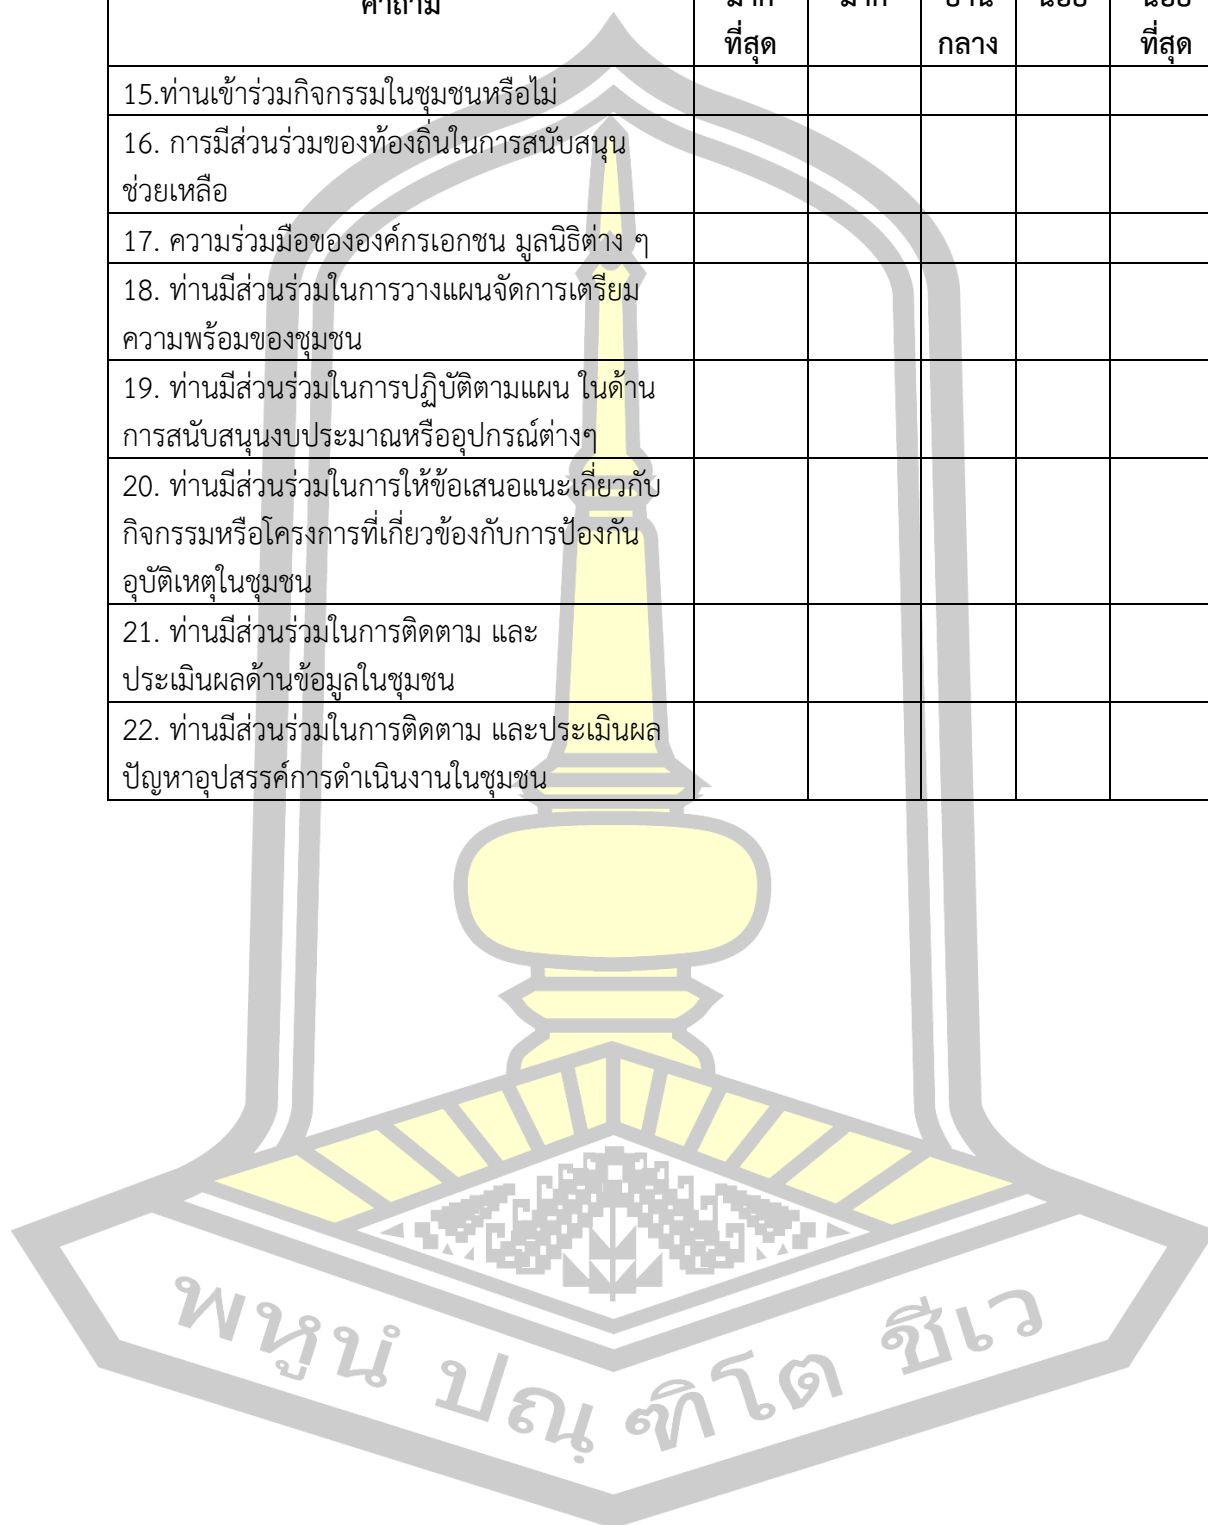 คำถาม มาก มาก ปาน น้อย น้อย
ที่สุด กลาง ที่สุด
15.ท่านเข้าร่วมกิจกรรมในชุมชนหรือไม่
16. การมีส่วนร่วมของท้องถิ่นในการสนับสนุน
ช่วยเหลือ
17. ความร่วมมือขององค์กรเอกชน มูลนิธิต่าง ๆ
18. ท่านมีส่วนร่วมในการวางแผนจัดการเตรียม
ความพร้อมของชุมชน
19. ท่านมีส่วนร่วมในการปฏิบัติตามแผน ในด้าน
การสนับสนุนงบประมาณหรืออุปกรณ์ต่างๆ
20. ท่านมีส่วนร่วมในการให้ข้อเสนอแนะเกี่ยวกับ
กิจกรรมหรือโครงการที่เกี่ยวข้องกับการป้องกัน
อุบัติเหตุในชุมชน
21. ท่านมีส่วนร่วมในการติดตาม และ
ประเมินผลด้านข้อมูลในชุมชน
22. ท่านมีส่วนร่วมในการติดตาม และประเมินผล
ปัญหาอุปสรรค์การดำเนินงานในชุมชน
พหูนํ ปณฺฑิโต ชีเว